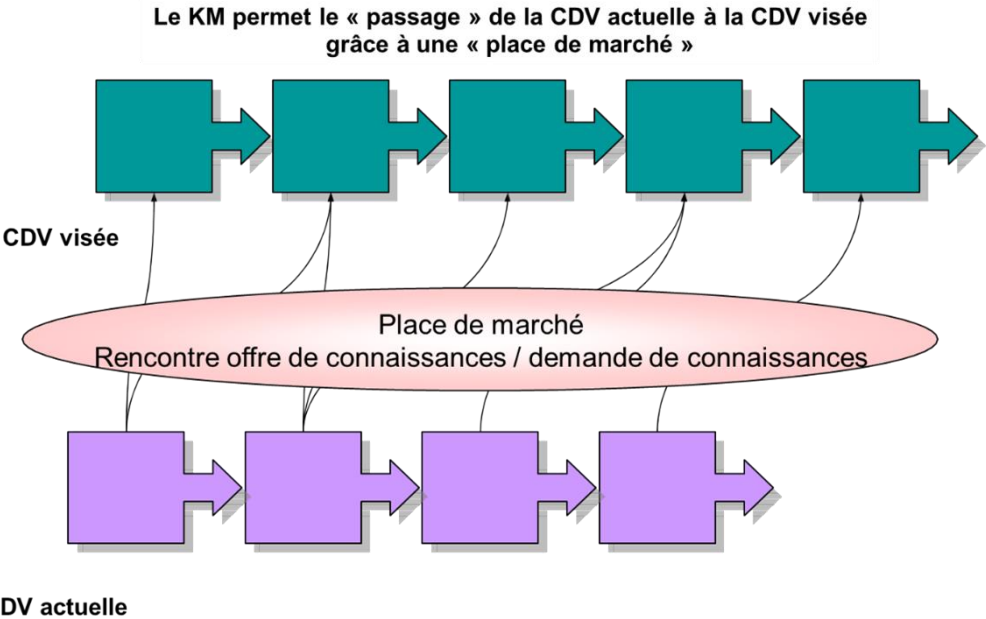 Le KM permet le « passage » de la CDV actuelle à la CDV visée
grâce à une « place de marché »
CDV visée
Place de marché
Rencontre offre de connaissances / demande de connaissances
DV actuelle